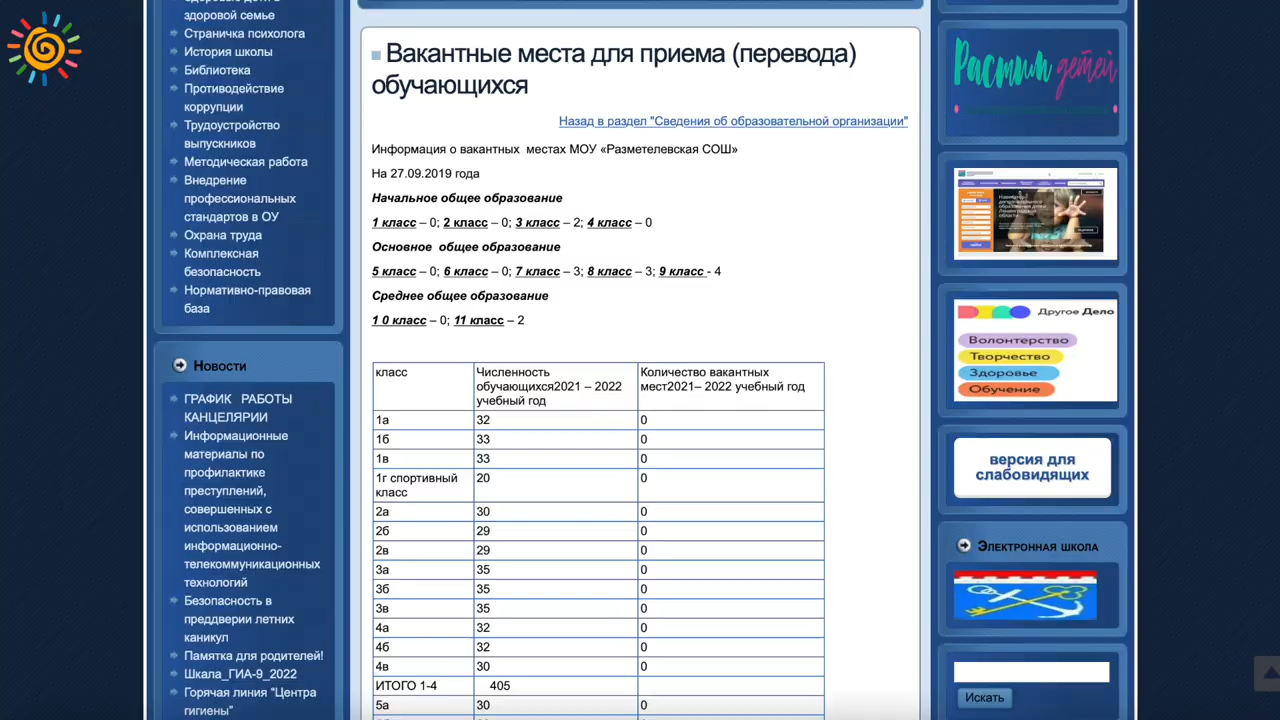 здоровой семье
Страничка психолога
История школы
Библиотека
Противодействие
коррупции
Трудоустройство
выпускников
Методическая работа
Внедрение
профессиональных
стандартов в ОУ
Охрана труда
Комплексная
безопасность
Нормативно-правовая
база
Новости
ГРАФИК РАБОТЫ
КАНЦЕЛЯРИИ
Информационные
материалы по
профилактике
преступлений,
совершенных с
использованием
информационно-
телекоммуникационных
технологий
Безопасность в
преддверии летних
каникул
Памятка для родителей!
Шкала_ГИА-9_2022
Горячая линия “Центра
гигиены”
Вакантные места для приема (перевода)
обучающихся
Назад в раздел "Сведения об образовательной организации"
Информация о вакантных местах МОУ «Разметелевская СОШ»
На 27.09.2019 года
Начальное общее образование
1 класс – 0; 2 класс – 0; 3 класс – 2; 4 класс – 0
Основное общее образование
5 класс – 0; 6 класс – 0; 7 класс – 3; 8 класс – 3; 9 класс - 4
Среднее общее образование
1 0 класс – 0; 11 класс – 2
класс Численность обучающихся2021 – 2022 учебный год Количество вакантных мест2021– 2022 учебный год
1а 32 0
1б 33 0
1в 33 0
1г спортивный класс 20 0
2а 30 0
2б 29 0
2в 29 0
3а 35 0
3б 35 0
3в 35 0
4а 32 0
4б 32 0
4в 30 0
ИТОГО 1-4 405
5а 30 0
Растим детей
Навигатор
дополнительного
образования детей
Ленинградской
области
Другое Дело
Волонтерство
Творчество
Здоровье
Обучение
версия для
слабовидящих
Электронная школа
Искать